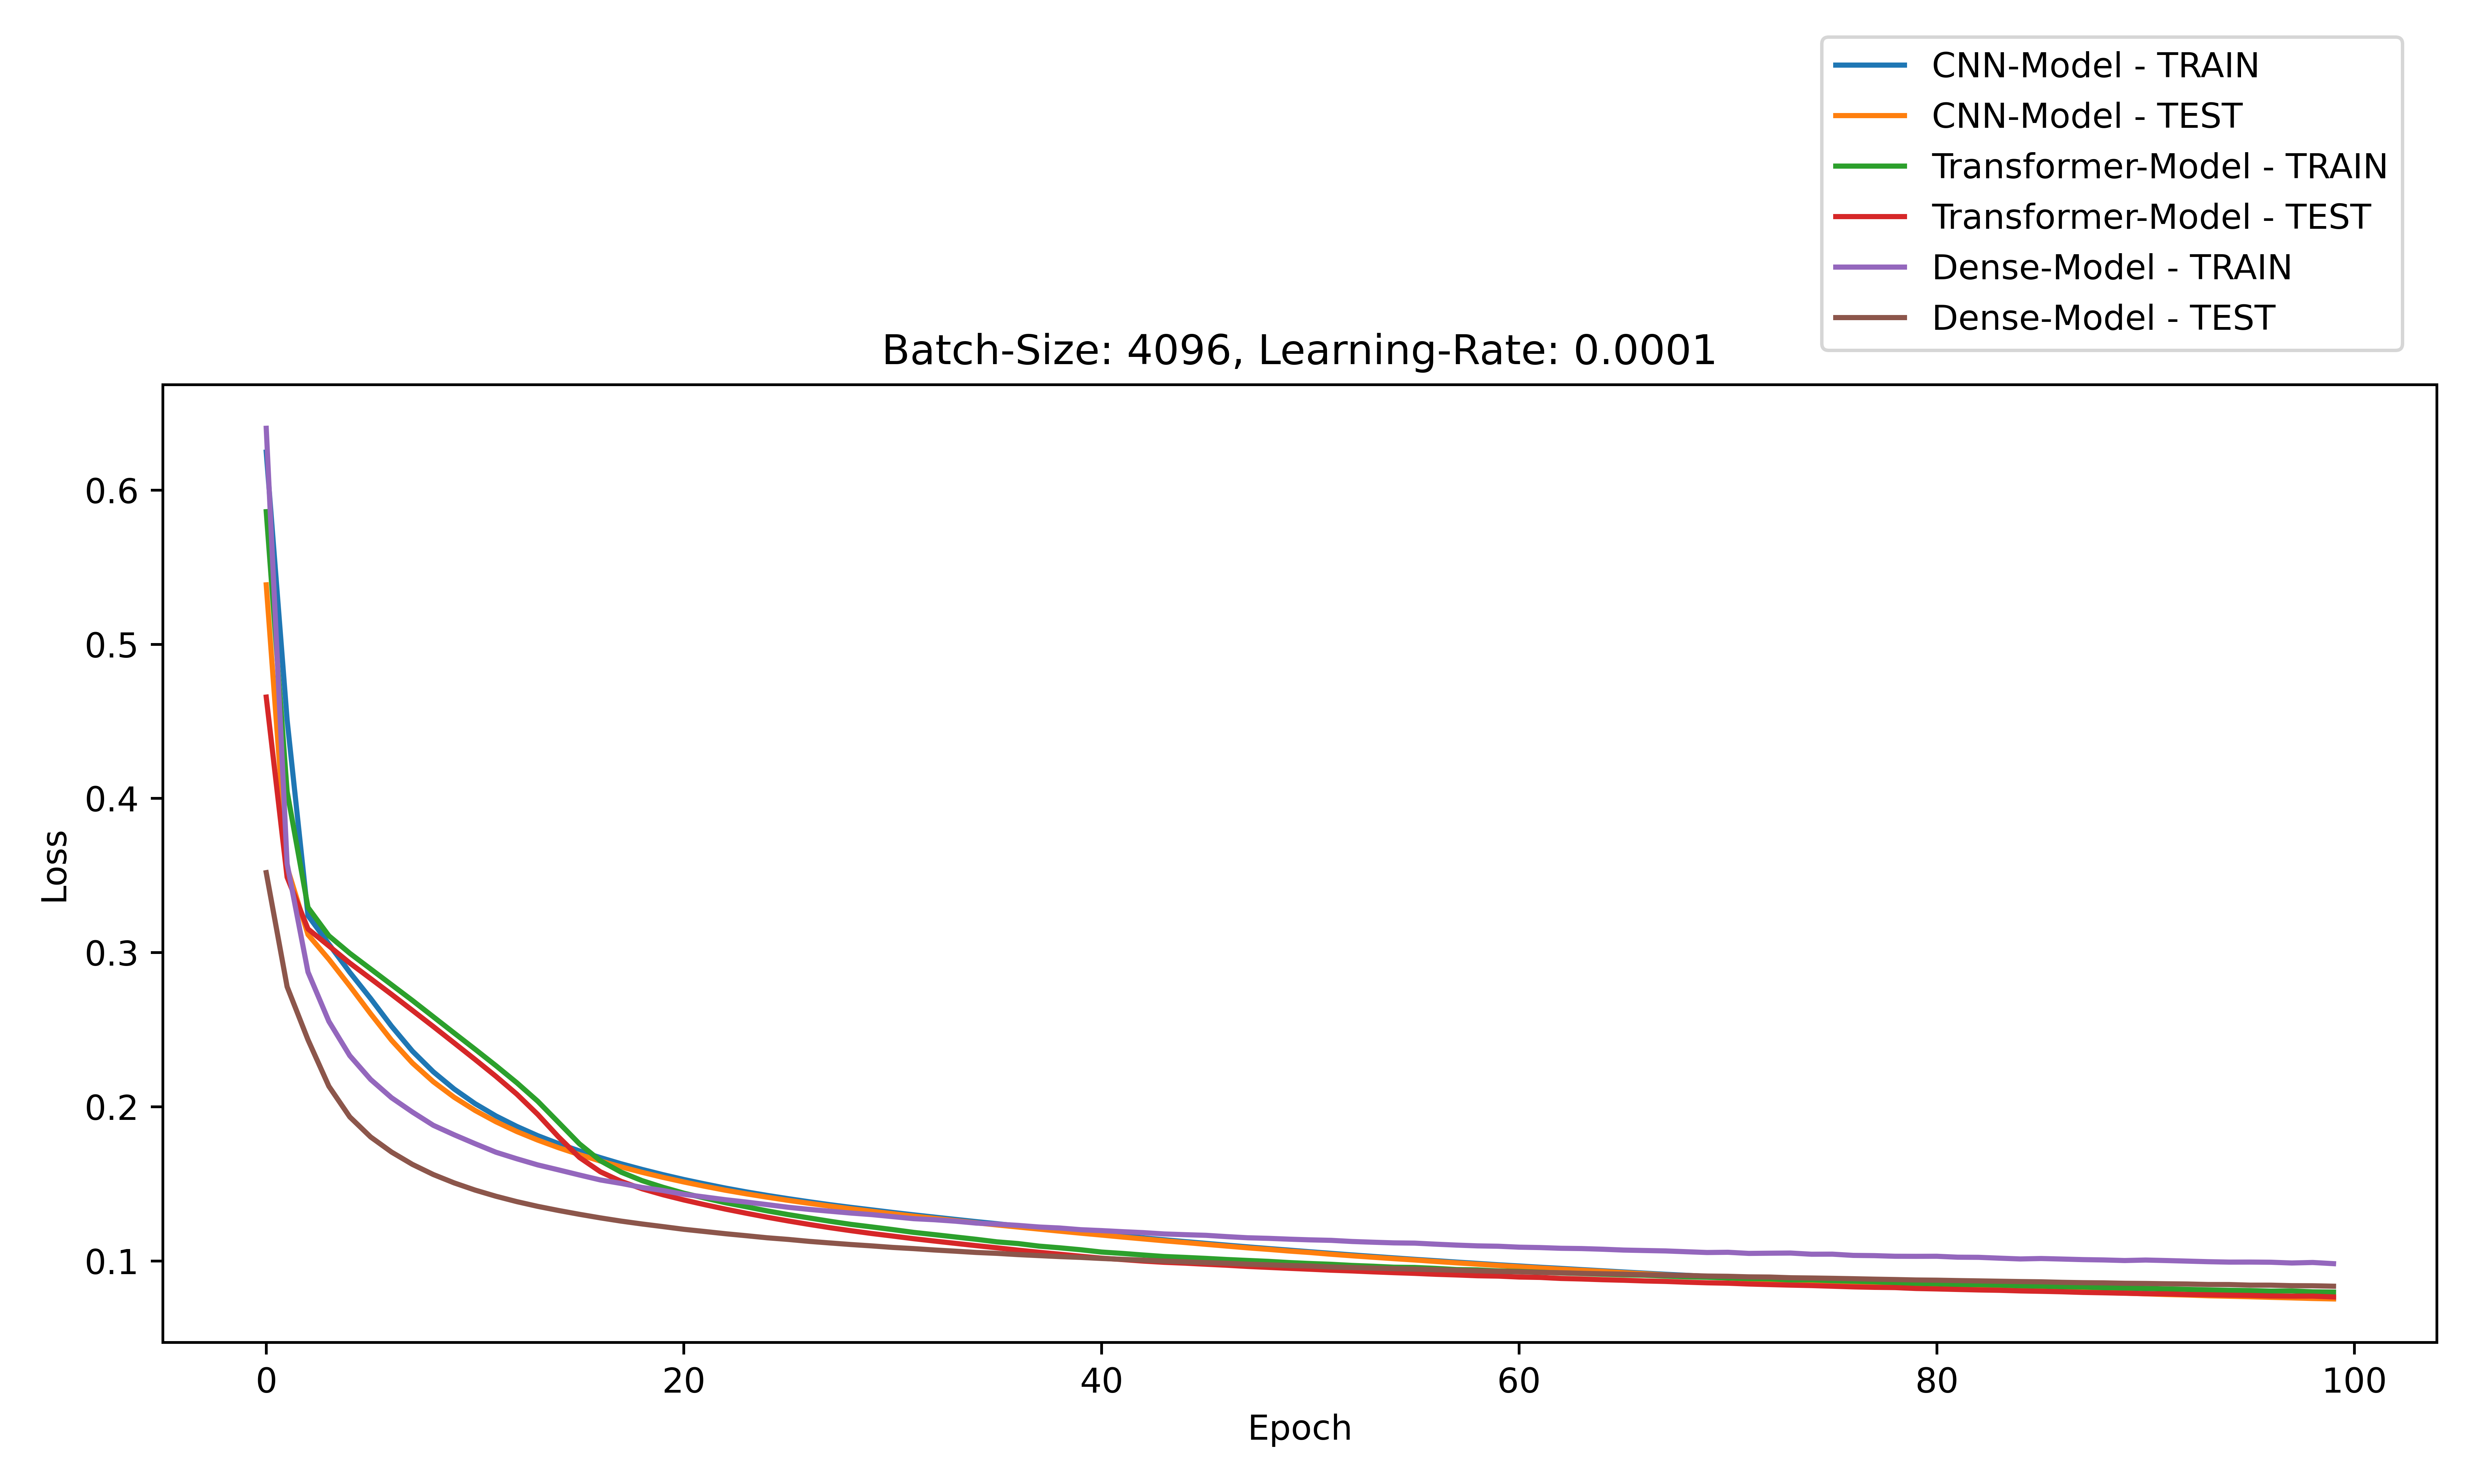 CNN-Model - TRAIN
CNN-Model - TEST
Transformer-Model - TRAIN
Transformer-Model - TEST
Dense-Model - TRAIN
Dense-Model - TEST
Batch-Size: 4096, Learning-Rate: 0.0001
Loss
0.6
0.5
0.4
0.3
0.2
0.1
0 20 40 60 80 100
Epoch